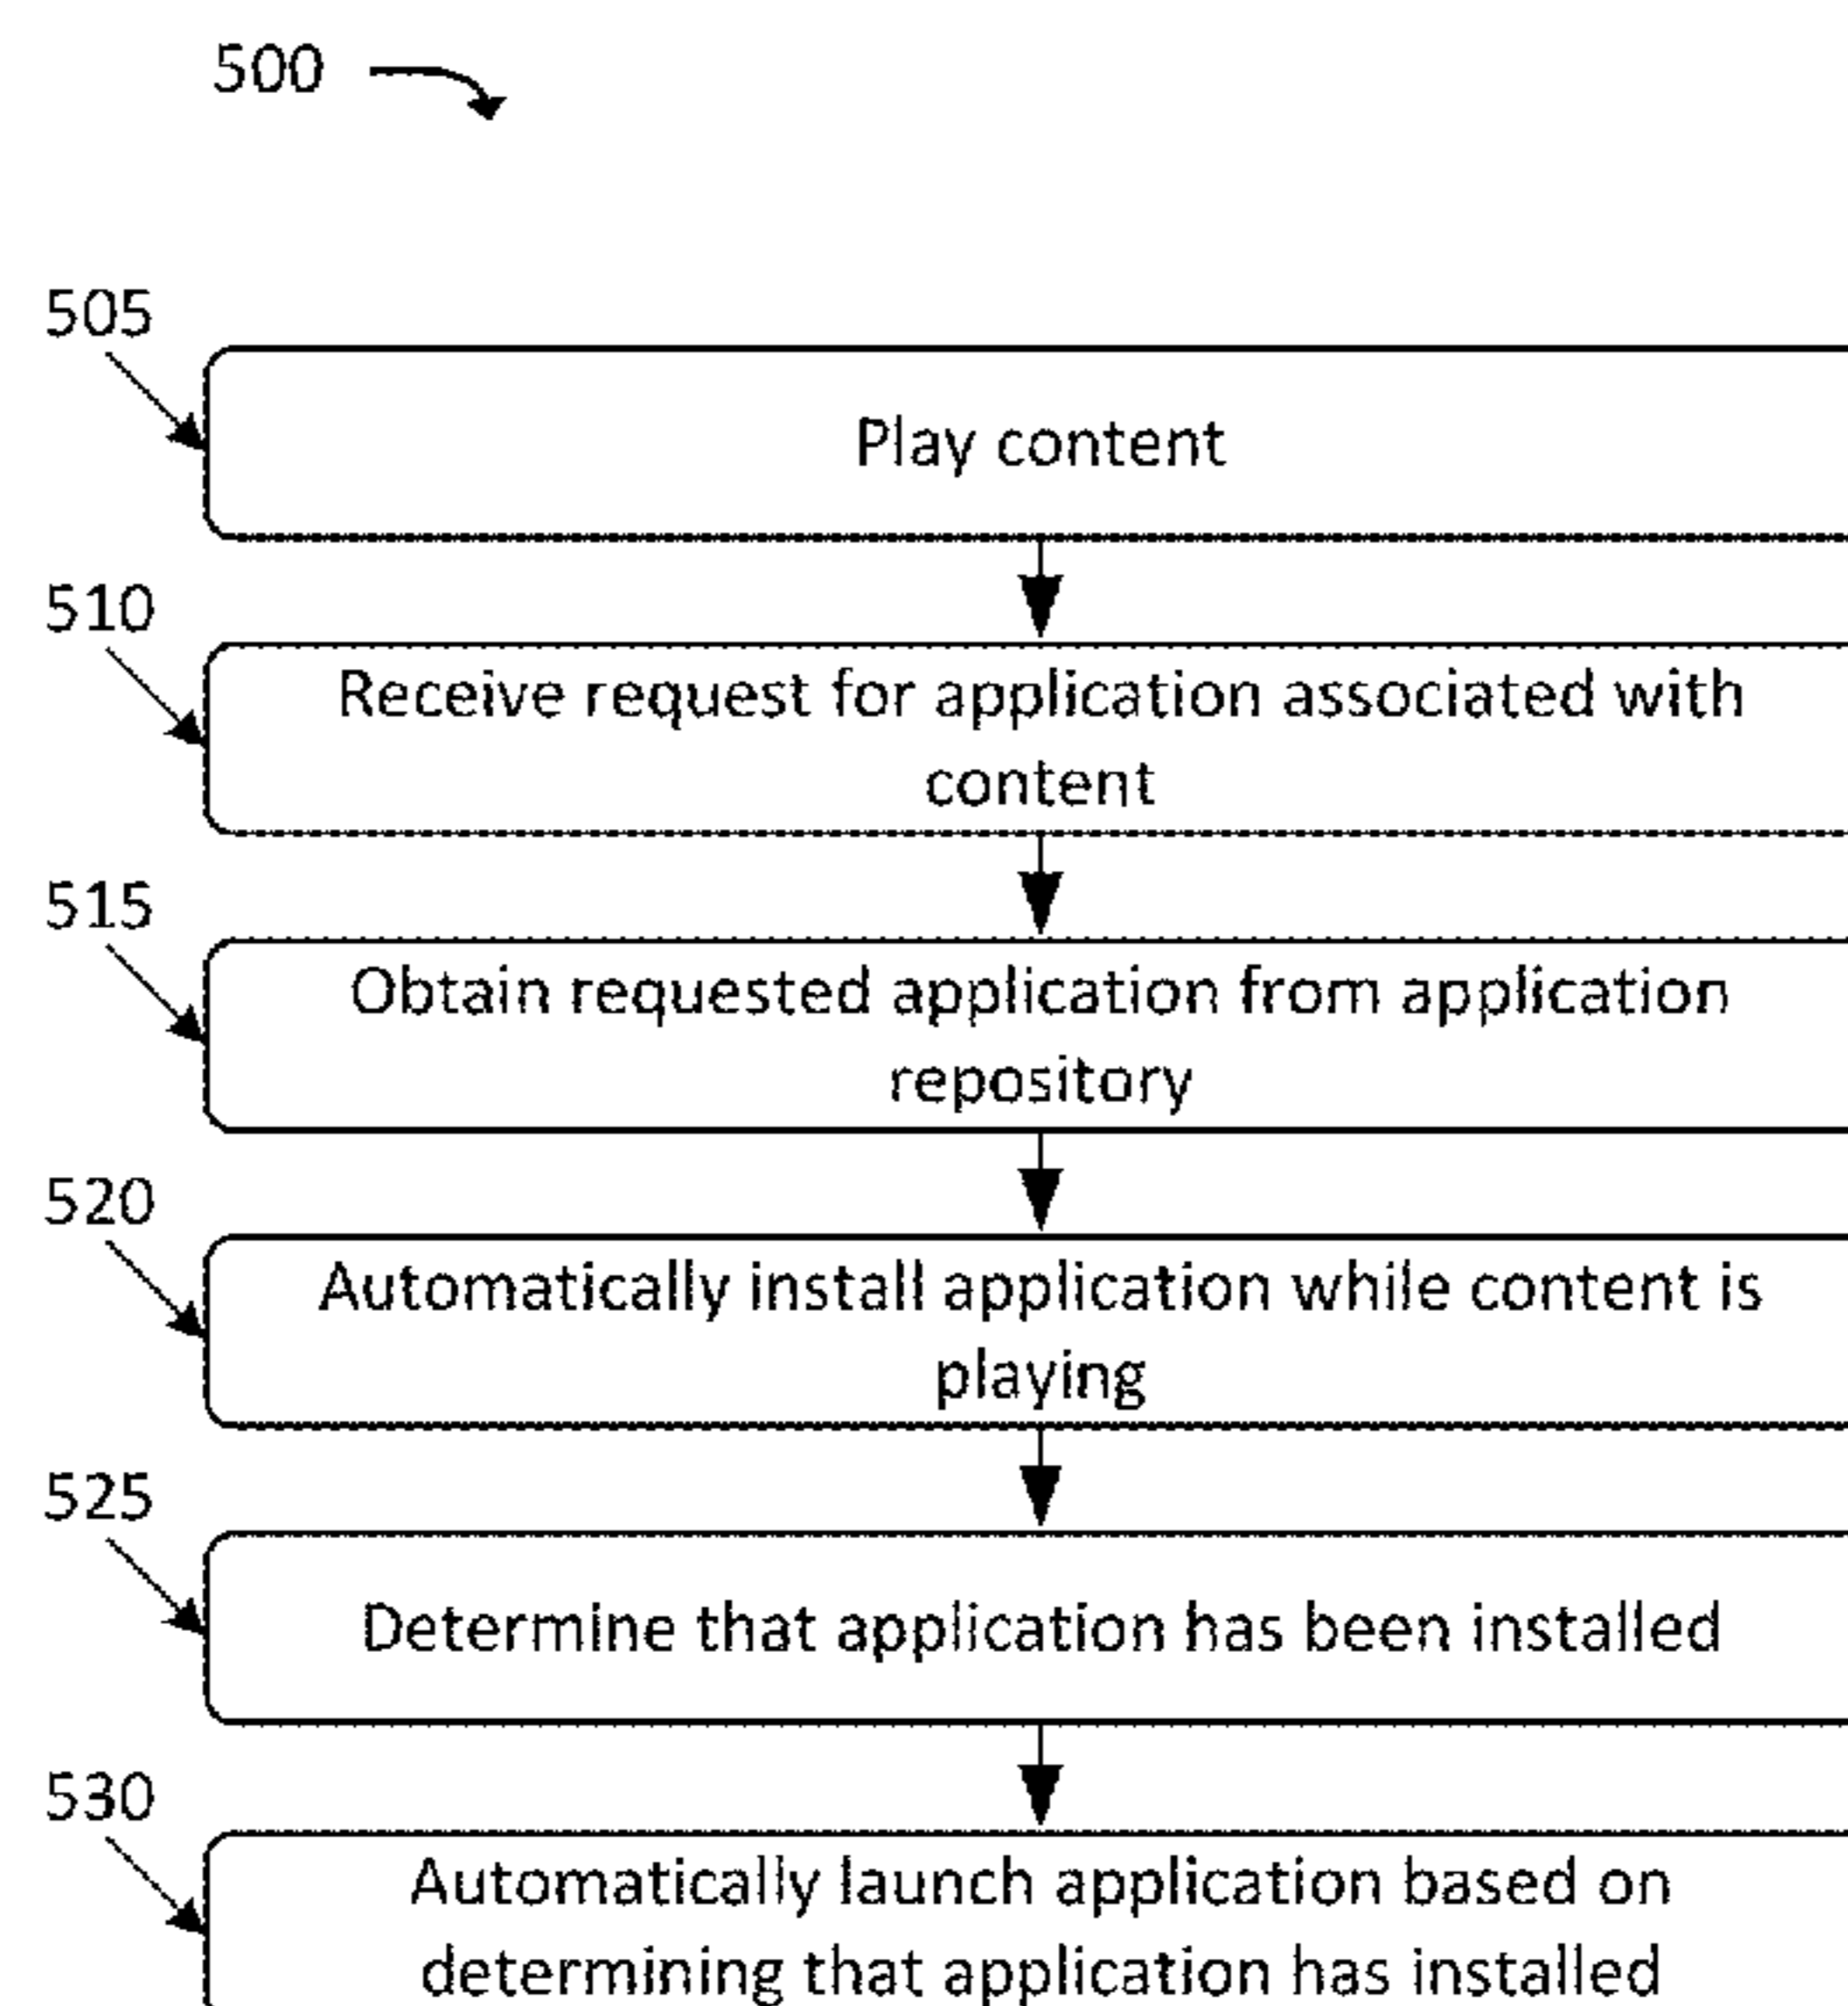 500
505
Play content
510
Receive request for application associated with
content
515
Obtain requested application from application
repository
520
Automatically install application while content is
playing
525
Determine that application has been installed
530
Automatically launch application based on
determining that application has installed